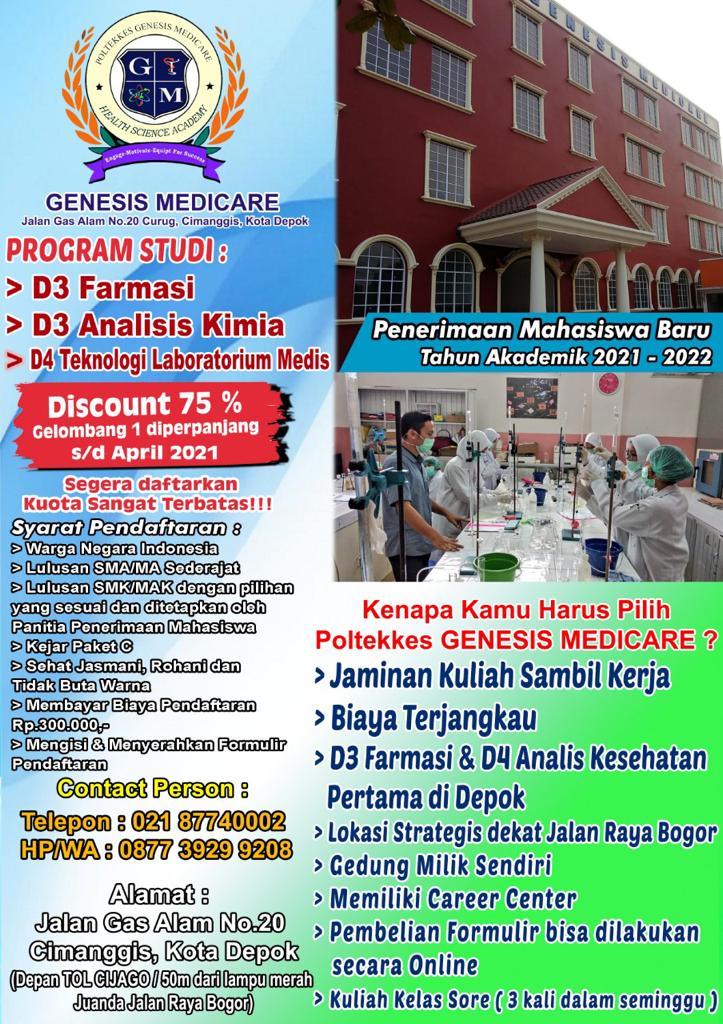 POLTEKKES GENESIS MEDICARE
G M
HEALTH SCIENCE ACADEMY
Engage-Motivate-Equipt For Success
GENESIS MEDICARE
Jalan Gas Alam No.20 Curug, Cimanggis, Kota Depok
PROGRAM STUDI :
> D3 Farmasi
> D3 Analisis Kimia
> D4 Teknologi Laboratorium Medis
Discount 75 %
Gelombang 1 diperpanjang
s/d April 2021
Segera daftarkan
Kuota Sangat Terbatas!!!
Syarat Pendaftaran :
> Warga Negara Indonesia
> Lulusan SMA/MA Sederajat
> Lulusan SMK/MAK dengan pilihan
yang sesuai dan ditetapkan oleh
Panitia Penerimaan Mahasiswa
> Kejar Paket C
> Sehat Jasmani, Rohani dan
Tidak Buta Warna
> Membayar Biaya Pendaftaran
Rp.300.000,-
> Mengisi & Menyerahkan Formulir
Pendaftaran
Contact Person :
Telepon : 021 87740002
HP/WA : 0877 3929 9208
Alamat :
Jalan Gas Alam No.20
Cimanggis, Kota Depok
(Depan TOL CIJAGO / 50m dari lampu merah
Juanda Jalan Raya Bogor)
GENESIS MEDICARE
Penerimaan Mahasiswa Baru
Tahun Akademik 2021 - 2022
Kenapa Kamu Harus Pilih
Poltekkes GENESIS MEDICARE ?
> Jaminan Kuliah Sambil Kerja
> Biaya Terjangkau
> D3 Farmasi & D4 Analis Kesehatan
Pertama di Depok
> Lokasi Strategis dekat Jalan Raya Bogor
> Gedung Milik Sendiri
> Memiliki Career Center
> Pembelian Formulir bisa dilakukan
secara Online
> Kuliah Kelas Sore ( 3 kali dalam seminggu )